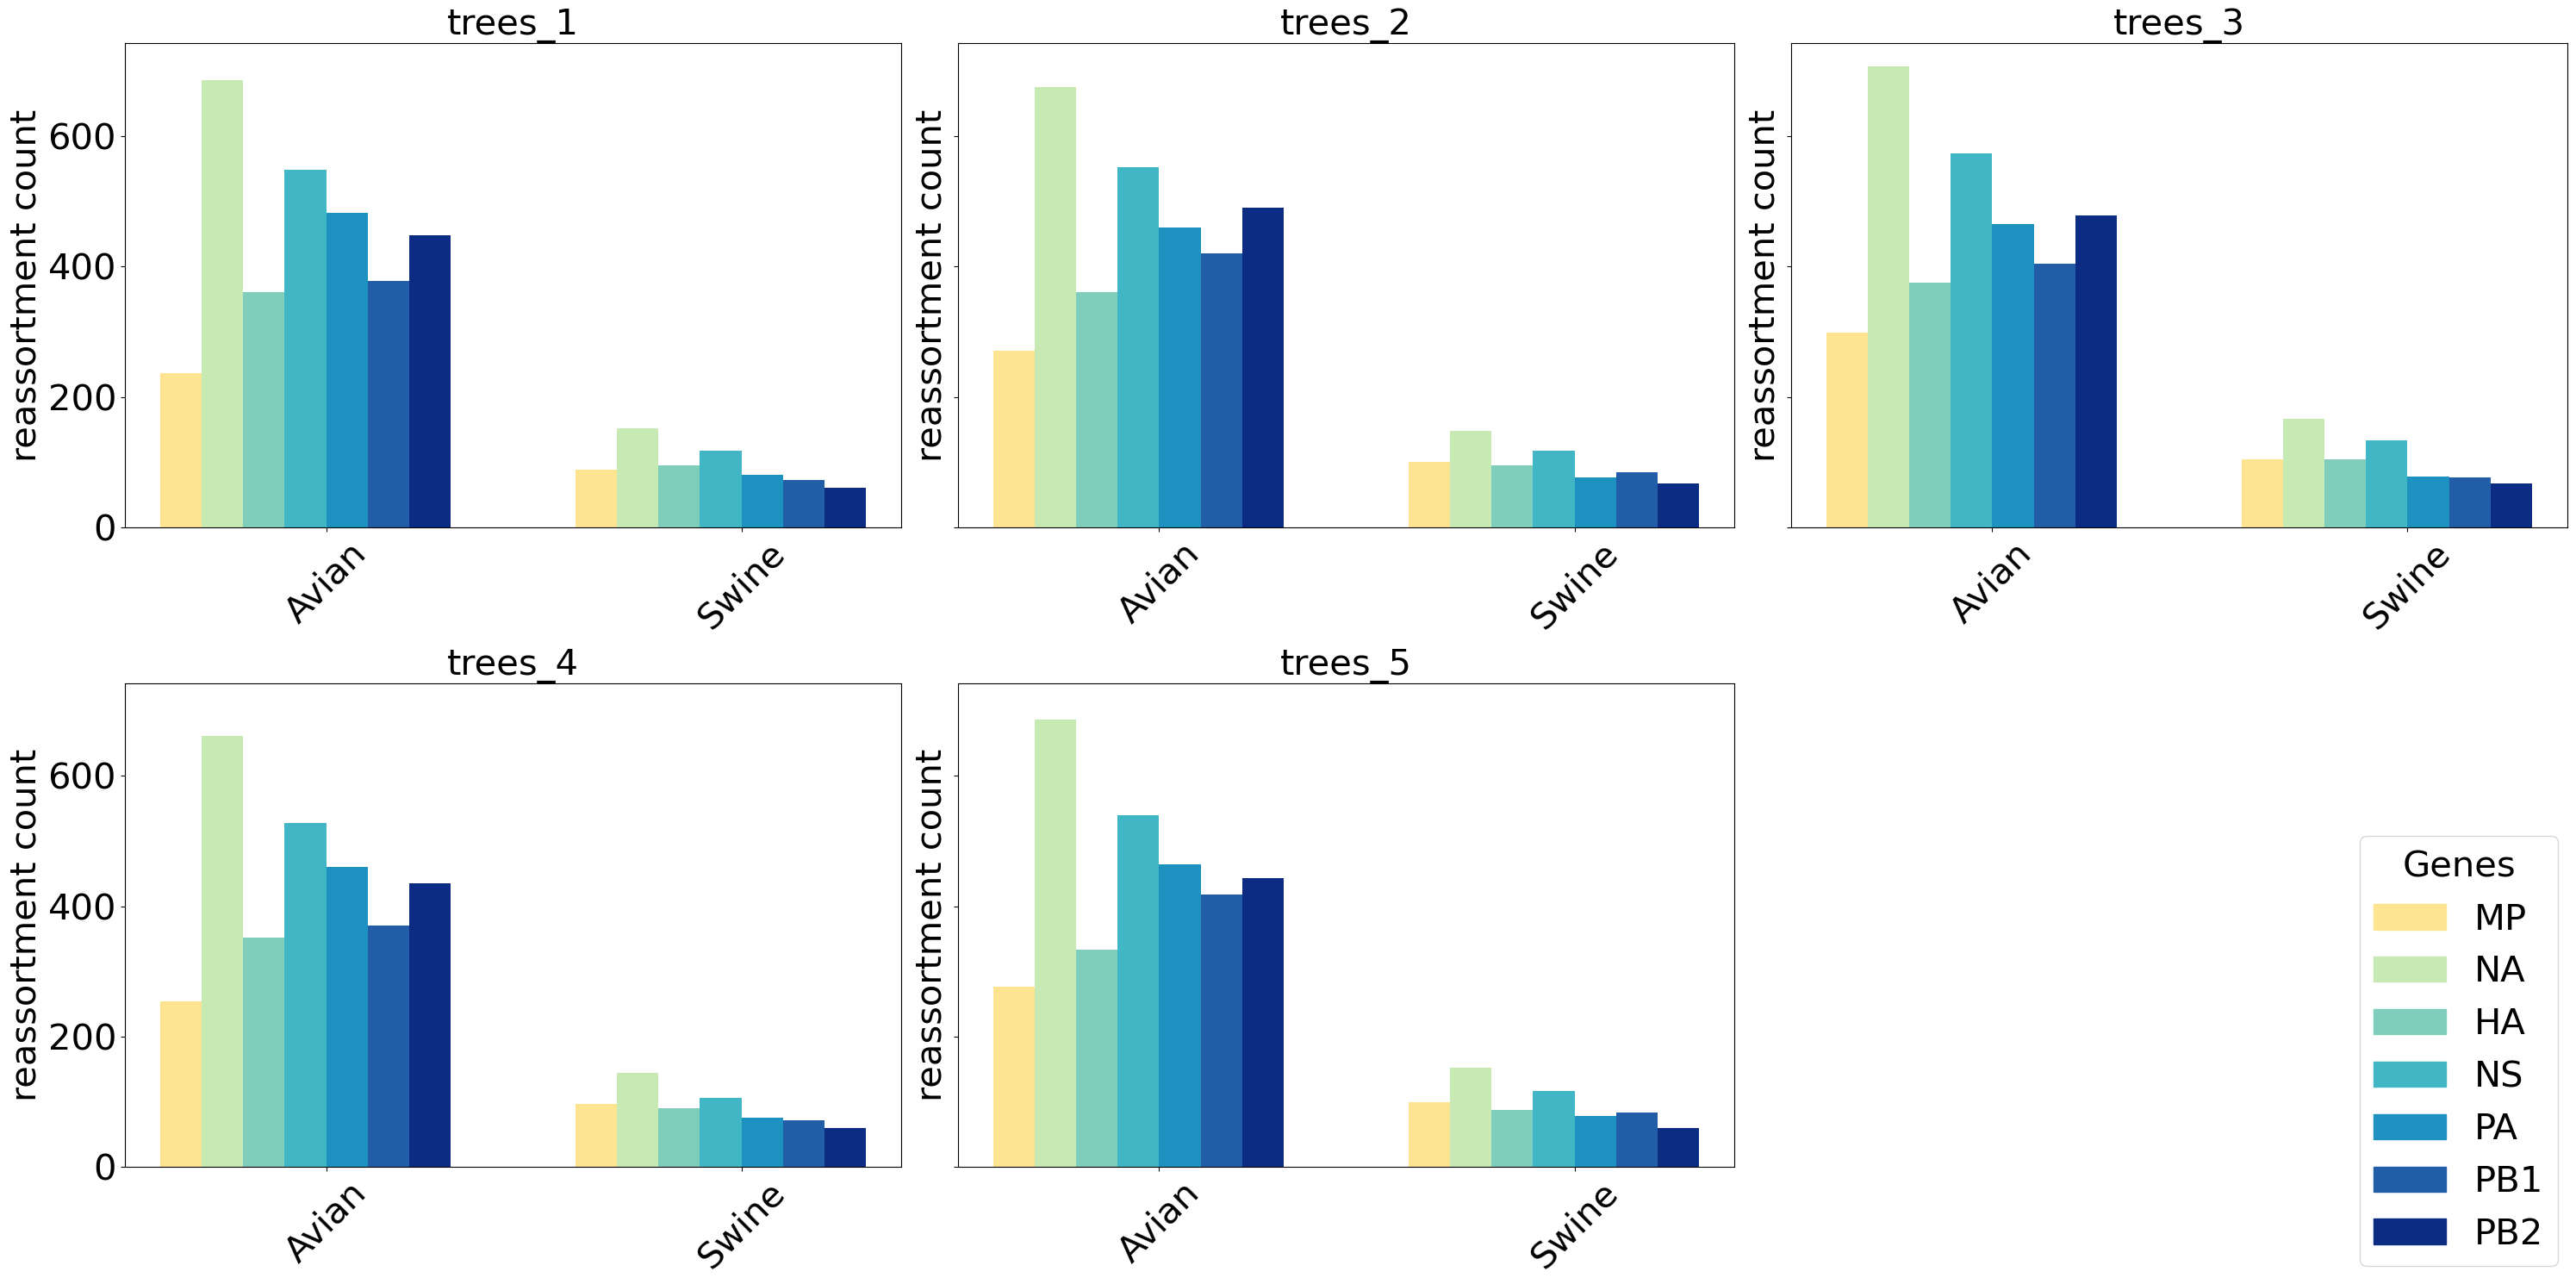 trees_1
trees_2
trees_3
reassortment count
600
400
200
0
Avian
Swine
reassortment count
Avian
Swine
reassortment count
Avian
Swine
trees_4
trees_5
reassortment count
600
400
200
0
Avian
Swine
reassortment count
Avian
Swine
Genes
MP
NA
HA
NS
PA
PB1
PB2